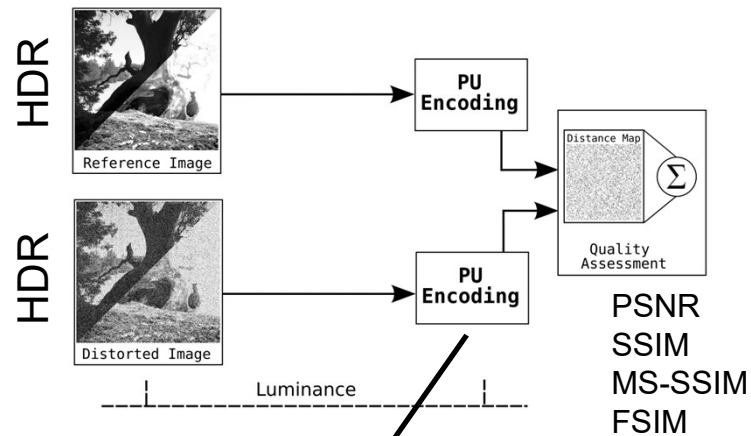 HDR
Reference Image
PU
Encoding
Distance Map
Σ
Quality
Assessment
HDR
Distorted Image
PU
Encoding
Luminance
PSNR
SSIM
MS-SSIM
FSIM